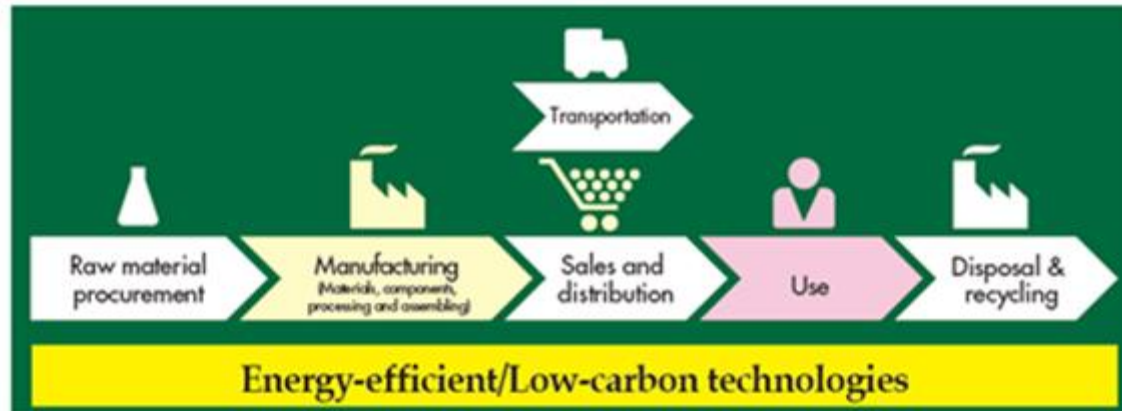 Transportation
Raw material
procurement
Manufacturing
(Materials, components,
processing and assembling)
Sales and
distribution
Use
Disposal &
recycling
Energy-efficient/Low-carbon technologies